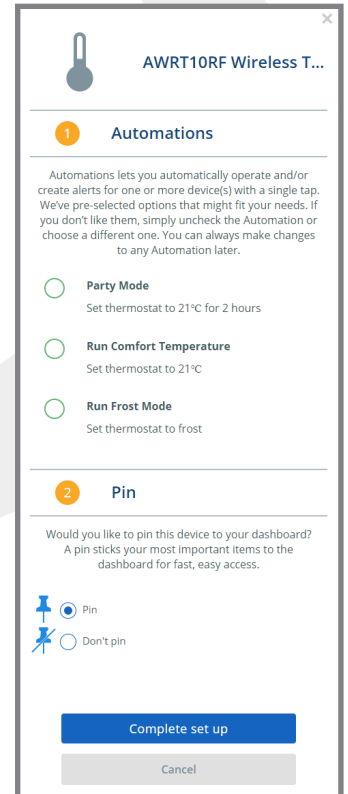 ×
AWRT10RF Wireless T...
1 Automations
Automations lets you automatically operate and/or
create alerts for one or more device(s) with a single tap.
We've pre-selected options that might fit your needs. If
you don't like them, simply uncheck the Automation or
choose a different one. You can always make changes
to any Automation later.
Party Mode
Set thermostat to 21°C for 2 hours
Run Comfort Temperature
Set thermostat to 21°C
Run Frost Mode
Set thermostat to frost
2 Pin
Would you like to pin this device to your dashboard?
A pin sticks your most important items to the
dashboard for fast, easy access.
Pin
Don't pin
Complete set up
Cancel